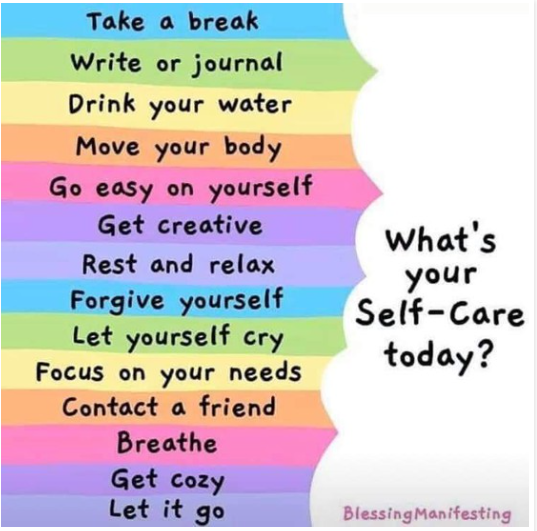 Take a break
Write or journal
Drink your water
Move your body
Go easy on yourself
Get creative
Rest and relax
Forgive yourself
Let yourself cry
Focus on your needs
Contact a friend
Breathe
Get cozy
Let it go
What's
your
Self-Care
today?
BlessingManifesting